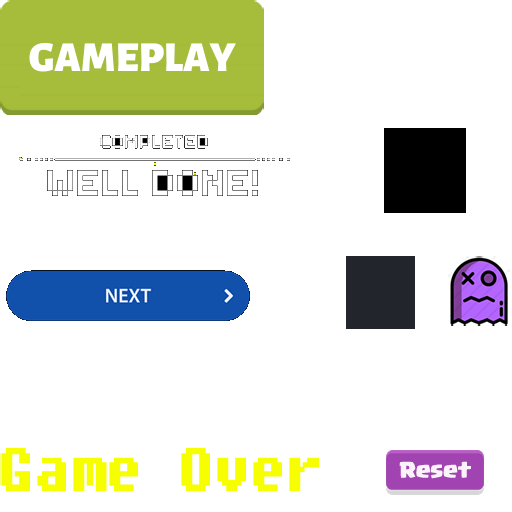 GAMEPLAY
COMPLETED
WELL DONE!
NEXT
Game Over
Reset